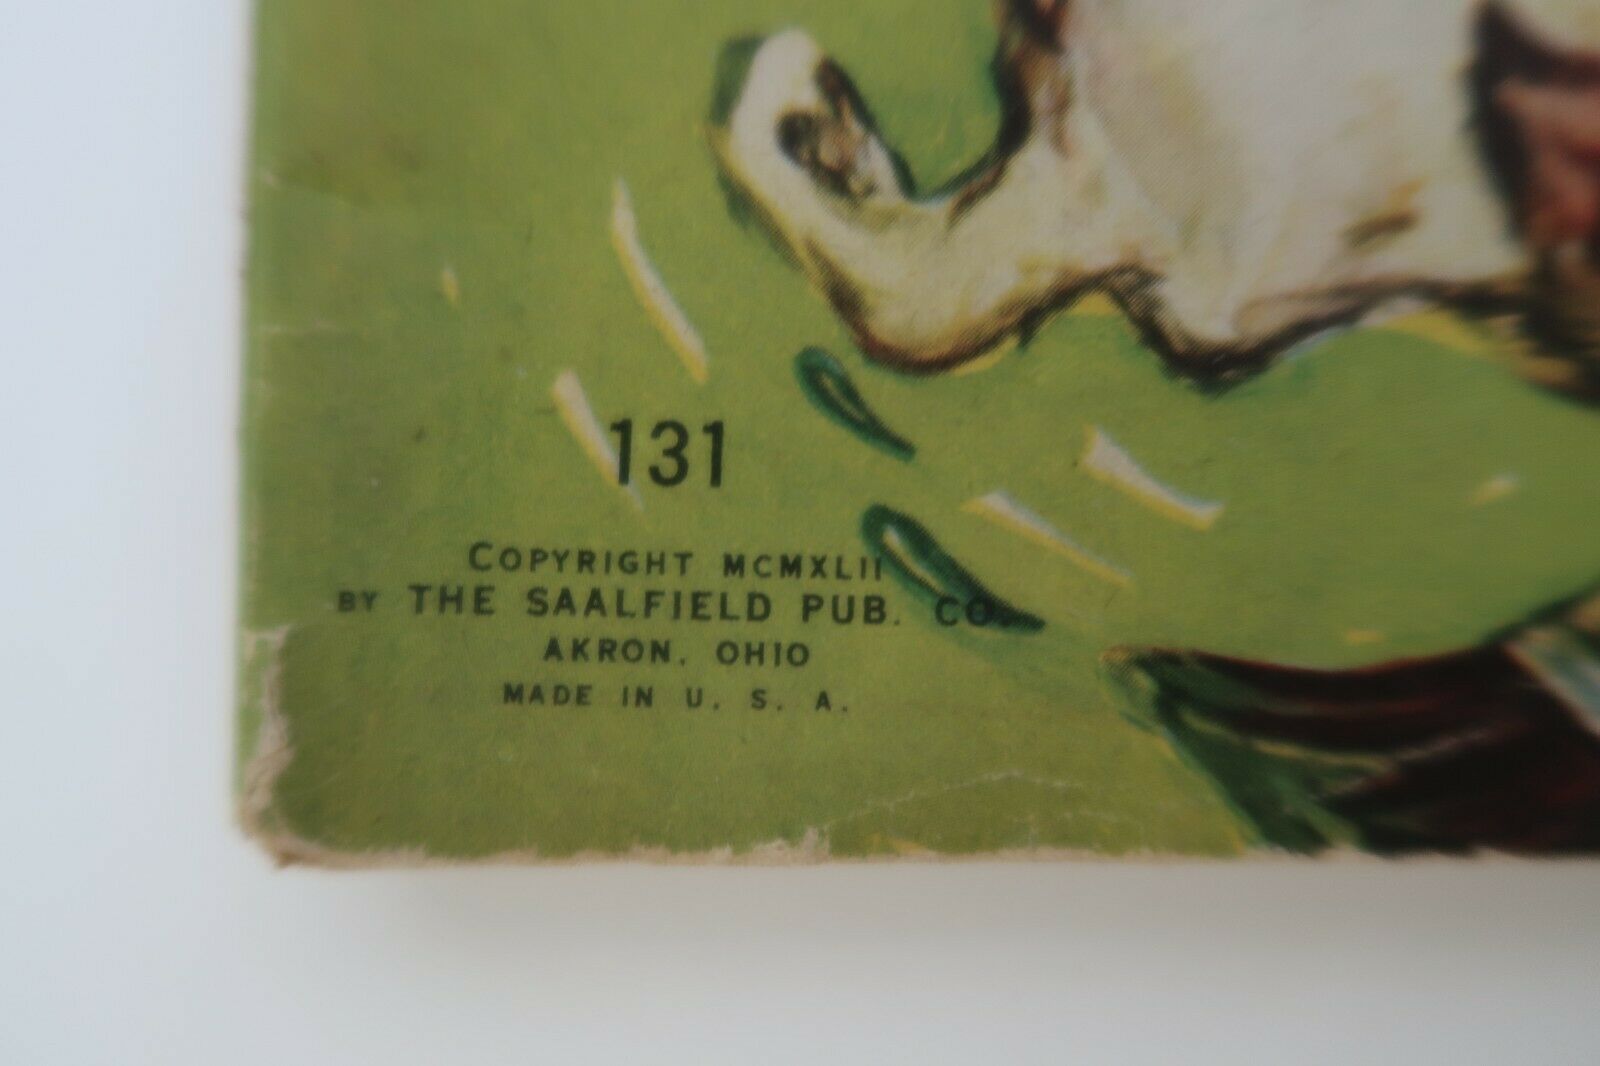 131
COPYRIGHT MCMXLII
BY THE SAALFIELD PUB. CO.
AKRON, OHIO
MADE IN U. S. A.